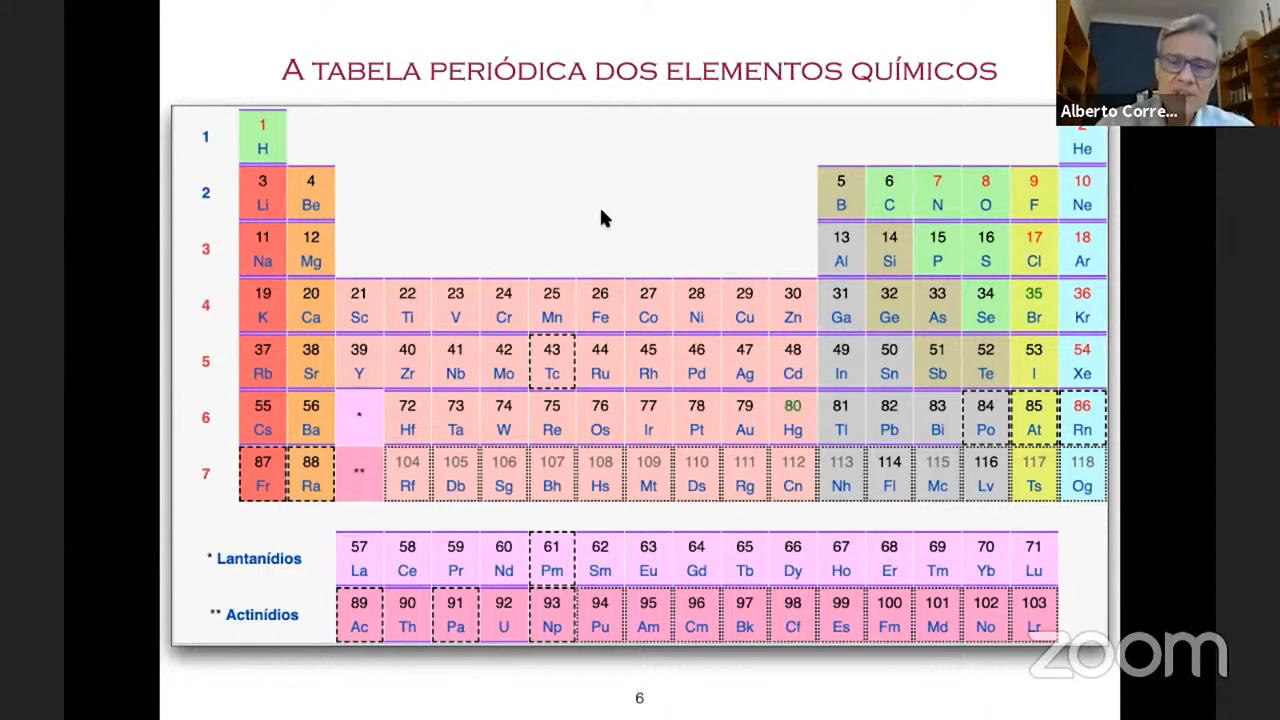 A TABELA PERIÓDICA DOS ELEMENTOS QUÍMICOS
Alberto Corre...
1 1 2
H He
2 3 4 5 6 7 8 9 10
Li Be B C N O F Ne
3 11 12 13 14 15 16 17 18
Na Mg Al Si P S Cl Ar
4 19 20 21 22 23 24 25 26 27 28 29 30 31 32 33 34 35 36
K Ca Sc Ti V Cr Mn Fe Co Ni Cu Zn Ga Ge As Se Br Kr
5 37 38 39 40 41 42 43 44 45 46 47 48 49 50 51 52 53 54
Rb Sr Y Zr Nb Mo Tc Ru Rh Pd Ag Cd In Sn Sb Te I Xe
6 55 56 * 72 73 74 75 76 77 78 79 80 81 82 83 84 85 86
Cs Ba Hf Ta W Re Os Ir Pt Au Hg Tl Pb Bi Po At Rn
7 87 88 ** 104 105 106 107 108 109 110 111 112 113 114 115 116 117 118
Fr Ra Rf Db Sg Bh Hs Mt Ds Rg Cn Nh Fl Mc Lv Ts Og
* Lantanídios 57 58 59 60 61 62 63 64 65 66 67 68 69 70 71
La Ce Pr Nd Pm Sm Eu Gd Tb Dy Ho Er Tm Yb Lu
** Actinídios 89 90 91 92 93 94 95 96 97 98 99 100 101 102 103
Ac Th Pa U Np Pu Am Cm Bk Cf Es Fm Md No Lr
zoom
6